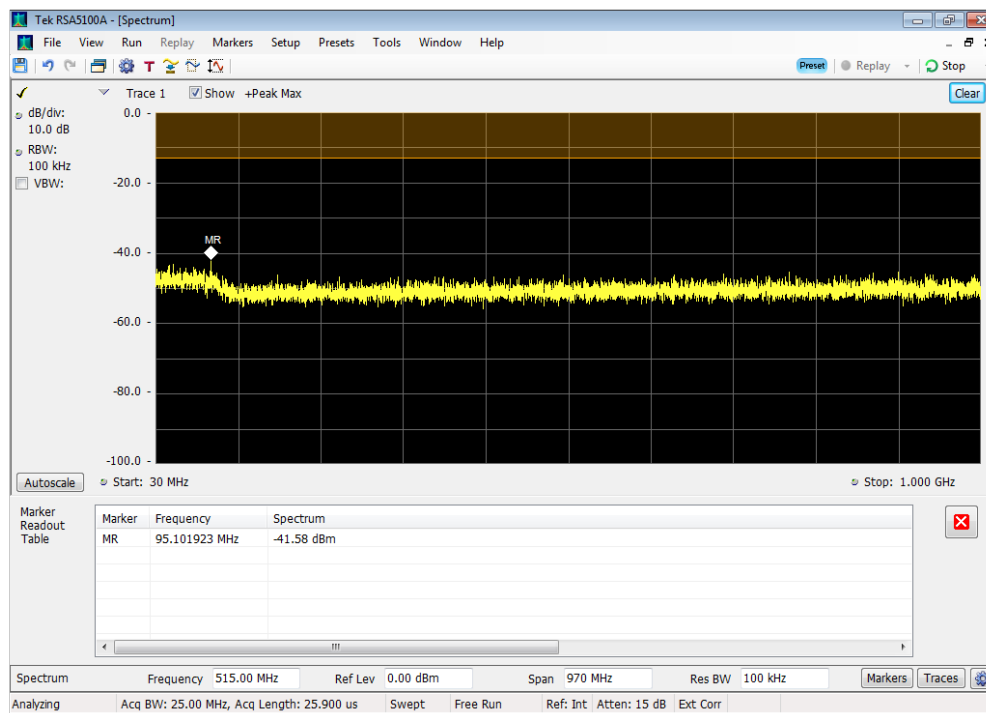 Tek RSA5100A - [Spectrum]
File View Run Replay Markers Setup Presets Tools Window Help
Preset Replay Stop
Trace 1 Show +Peak Max Clear
dB/div:
10.0 dB
RBW:
100 kHz
VBW:
0.0
-20.0
MR
-40.0
-60.0
-80.0
-100.0
Autoscale Start: 30 MHz Stop: 1.000 GHz
Marker Readout Table
Marker Frequency Spectrum
MR 95.101923 MHz -41.58 dBm
Spectrum Frequency 515.00 MHz Ref Lev 0.00 dBm Span 970 MHz Res BW 100 kHz Markers Traces
Analyzing Acq BW: 25.00 MHz, Acq Length: 25.900 us Swept Free Run Ref: Int Atten: 15 dB Ext Corr